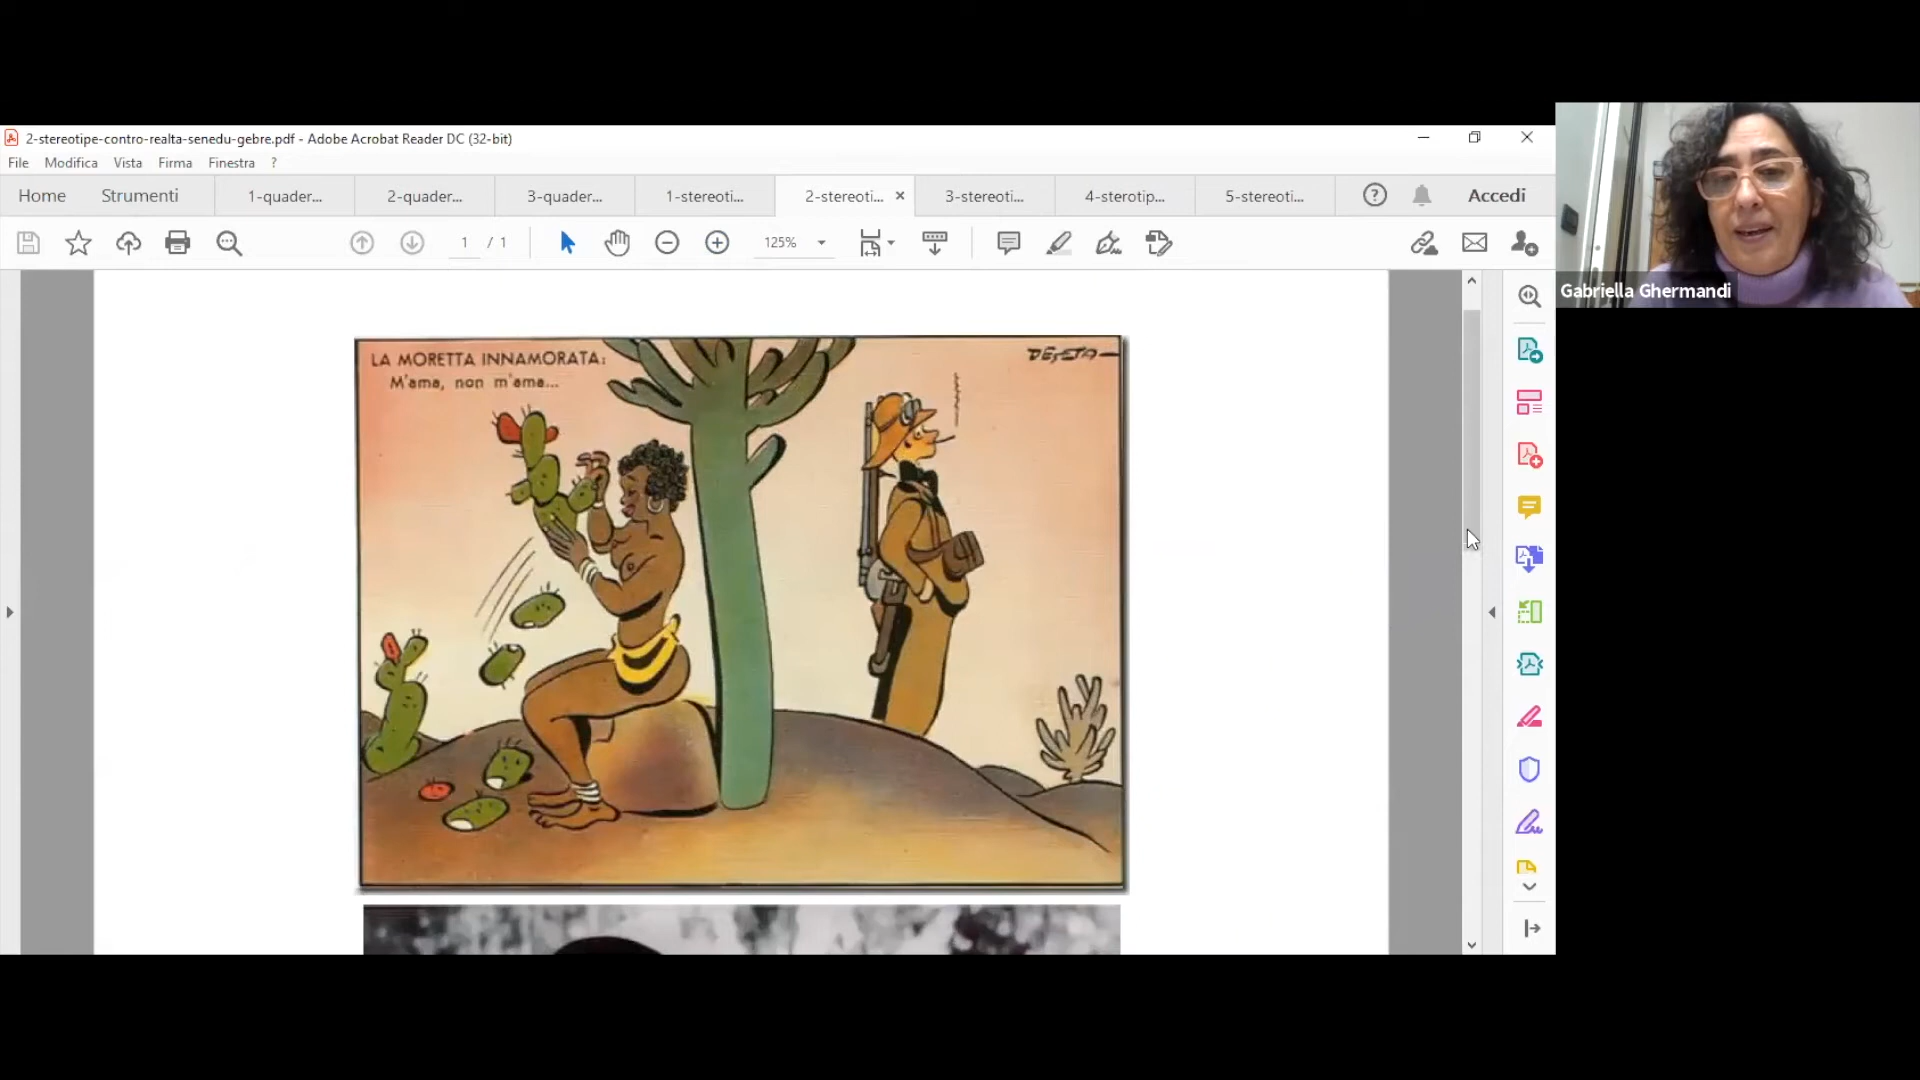 2-stereotipe-contro-realta-senedu-gebre.pdf - Adobe Acrobat Reader DC (32-bit)
File Modifica Vista Firma Finestra ?
Home Strumenti 1-quader... 2-quader... 3-quader... 1-stereoti... 2-stereoti... 3-stereoti... 4-sterotip... 5-stereoti... Accedi
1 / 1 125%
Gabriella Ghermandi
LA MORETTA INNAMORATA:
M'ama, non m'ama...
DE SETA